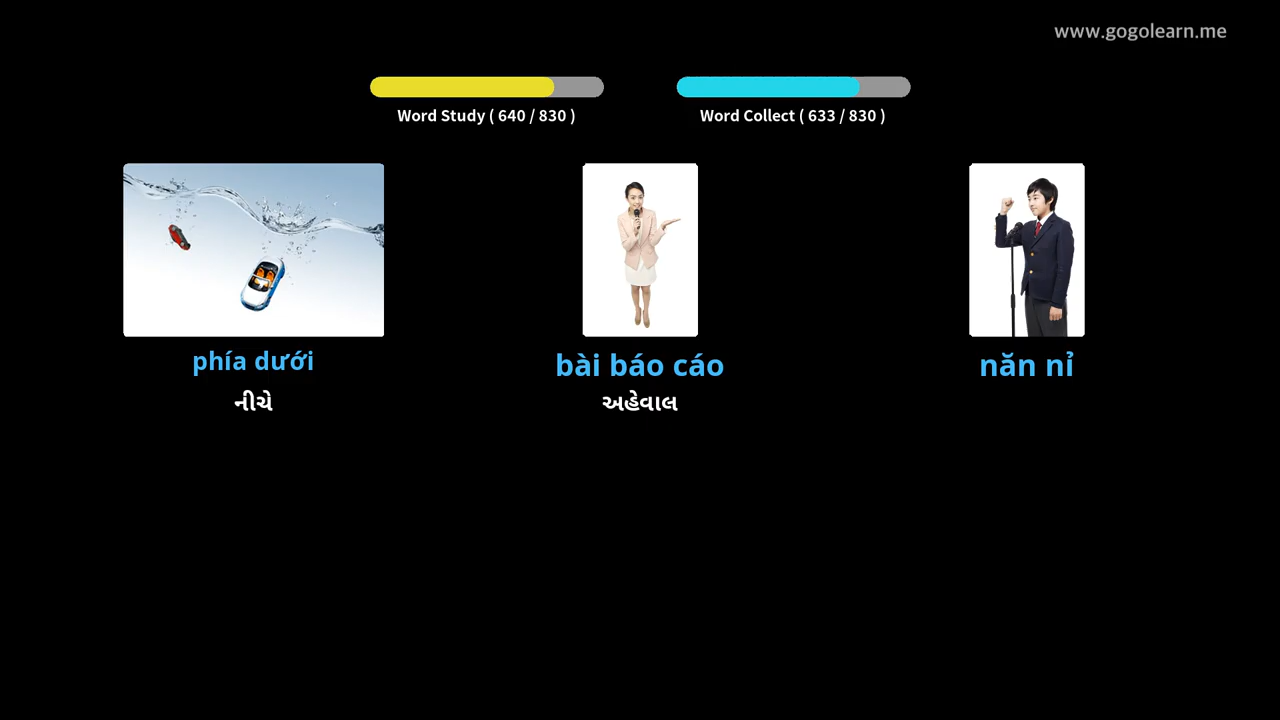 www.gogolearn.me
Word Study ( 640 / 830 )
Word Collect ( 633 / 830 )
phía dưới
નીચે
bài báo cáo
અહેવાલ
năn nỉ